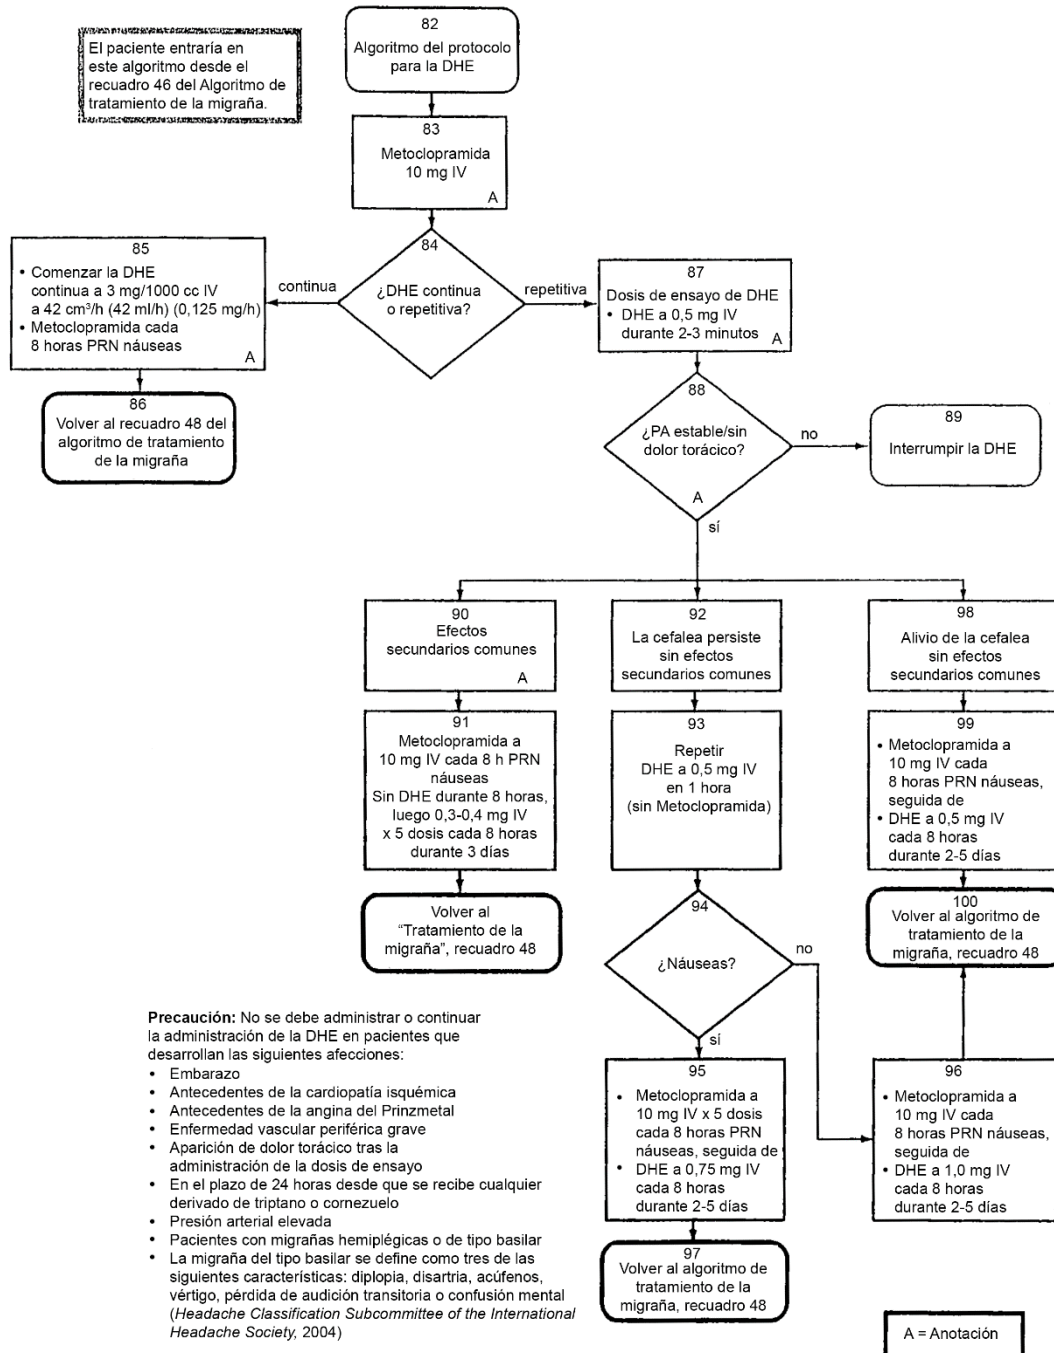 El paciente entraría en
este algoritmo desde el
recuadro 46 del Algoritmo de
tratamiento de la migraña.
82
Algoritmo del protocolo
para la DHE
83
Metoclopramida
10 mg IV
A
84
¿DHE continua
o repetitiva?
continua
repetitiva
85
• Comenzar la DHE
continua a 3 mg/1000 cc IV
a 42 cm³/h (42 ml/h) (0,125 mg/h)
• Metoclopramida cada
8 horas PRN náuseas
A
86
Volver al recuadro 48 del
algoritmo de tratamiento
de la migraña
87
Dosis de ensayo de DHE
• DHE a 0,5 mg IV
durante 2-3 minutos
A
88
¿PA estable/sin
dolor torácico?
A
no
sí
89
Interrumpir la DHE
90
Efectos
secundarios comunes
A
91
Metoclopramida a
10 mg IV cada 8 h PRN
náuseas
Sin DHE durante 8 horas,
luego 0,3-0,4 mg IV
x 5 dosis cada 8 horas
durante 3 días
Volver al
“Tratamiento de la
migraña”, recuadro 48
92
La cefalea persiste
sin efectos
secundarios comunes
93
Repetir
DHE a 0,5 mg IV
en 1 hora
(sin Metoclopramida)
94
¿Náuseas?
no
sí
95
• Metoclopramida a
10 mg IV x 5 dosis
cada 8 horas PRN
náuseas, seguida de
• DHE a 0,75 mg IV
cada 8 horas
durante 2-5 días
97
Volver al algoritmo de
tratamiento de la
migraña, recuadro 48
96
• Metoclopramida a
10 mg IV cada
8 horas PRN náuseas,
seguida de
• DHE a 1,0 mg IV
cada 8 horas
durante 2-5 días
98
Alivio de la cefalea
sin efectos
secundarios comunes
99
• Metoclopramida a
10 mg IV cada
8 horas PRN náuseas,
seguida de
• DHE a 0,5 mg IV
cada 8 horas
durante 2-5 días
100
Volver al algoritmo de
tratamiento de la
migraña, recuadro 48
Precaución: No se debe administrar o continuar
la administración de la DHE en pacientes que
desarrollan las siguientes afecciones:
• Embarazo
• Antecedentes de la cardiopatía isquémica
• Antecedentes de la angina del Prinzmetal
• Enfermedad vascular periférica grave
• Aparición de dolor torácico tras la
administración de la dosis de ensayo
• En el plazo de 24 horas desde que se recibe cualquier
derivado de triptano o cornezuelo
• Presión arterial elevada
• Pacientes con migrañas hemiplégicas o de tipo basilar
• La migraña del tipo basilar se define como tres de las
siguientes características: diplopia, disartria, acúfenos,
vértigo, pérdida de audición transitoria o confusión mental
(Headache Classification Subcommittee of the International
Headache Society, 2004)
A = Anotación